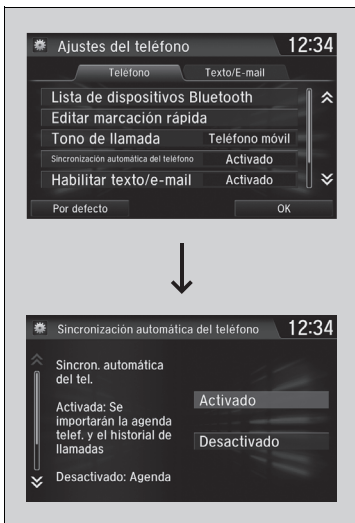 Ajustes del teléfono 12:34
Teléfono Texto/E-mail
Lista de dispositivos Bluetooth
Editar marcación rápida
Tono de llamada Teléfono móvil
Sincronización automática del teléfono Activado
Habilitar texto/e-mail Activado
Por defecto OK
Sincronización automática del teléfono 12:34
Sincron. automática
del tel.
Activada: Se
importarán la agenda
telef. y el historial de
llamadas
Desactivado: Agenda
Activado
Desactivado